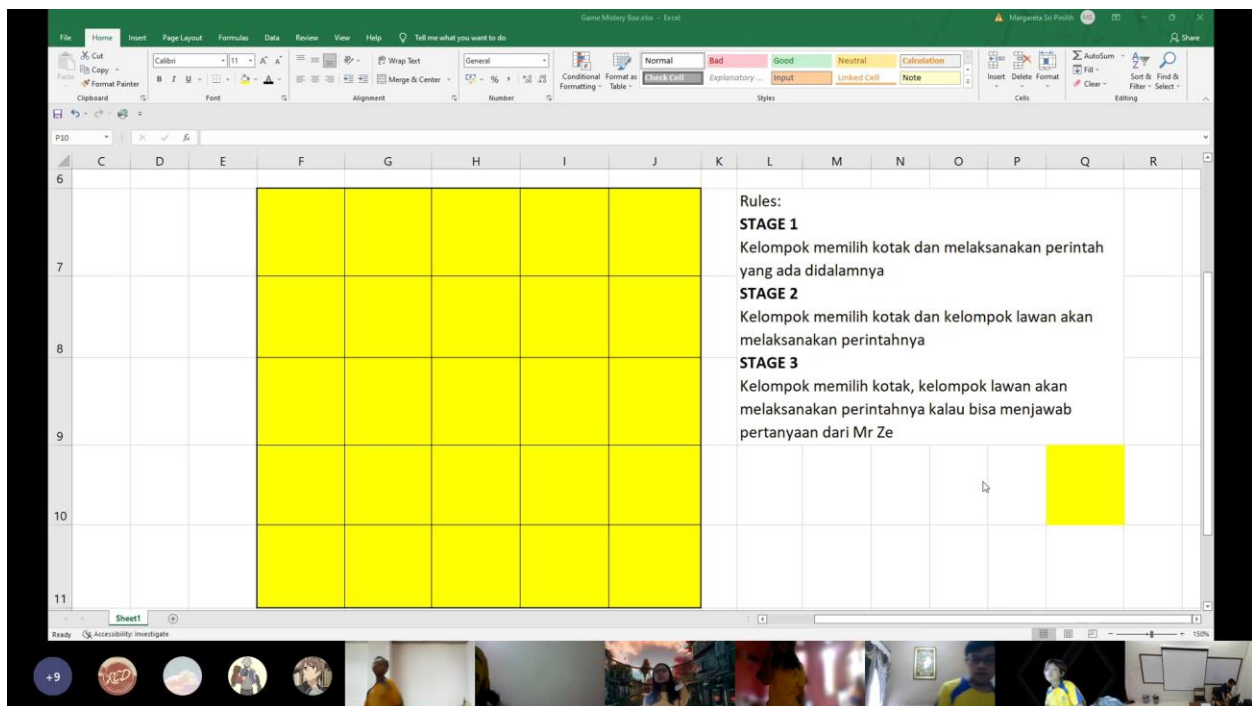 Game Mistery Box.xlsx - Excel
Margareta Sri Pinilih MS
File Home Insert Page Layout Formulas Data Review View Help Tell me what you want to do Share
Cut
Copy
Format Painter
Paste
Clipboard
Calibri 11
B I U
Font
Wrap Text
Merge & Center
Alignment
General
Number
Conditional Formatting
Format as Table
Normal Bad Good Neutral Calculation
Check Cell Explanatory ... Input Linked Cell Note
Styles
Insert Delete Format
Cells
AutoSum
Fill
Clear
Sort & Filter
Find & Select
Editing
P10
fx
C D E F G H I J K L M N O P Q R
6
7
8
9
10
11
Rules:
STAGE 1
Kelompok memilih kotak dan melaksanakan perintah
yang ada didalamnya
STAGE 2
Kelompok memilih kotak dan kelompok lawan akan
melaksanakan perintahnya
STAGE 3
Kelompok memilih kotak, kelompok lawan akan
melaksanakan perintahnya kalau bisa menjawab
pertanyaan dari Mr Ze
Sheet1
Ready Accessibility: Investigate 150%
+9